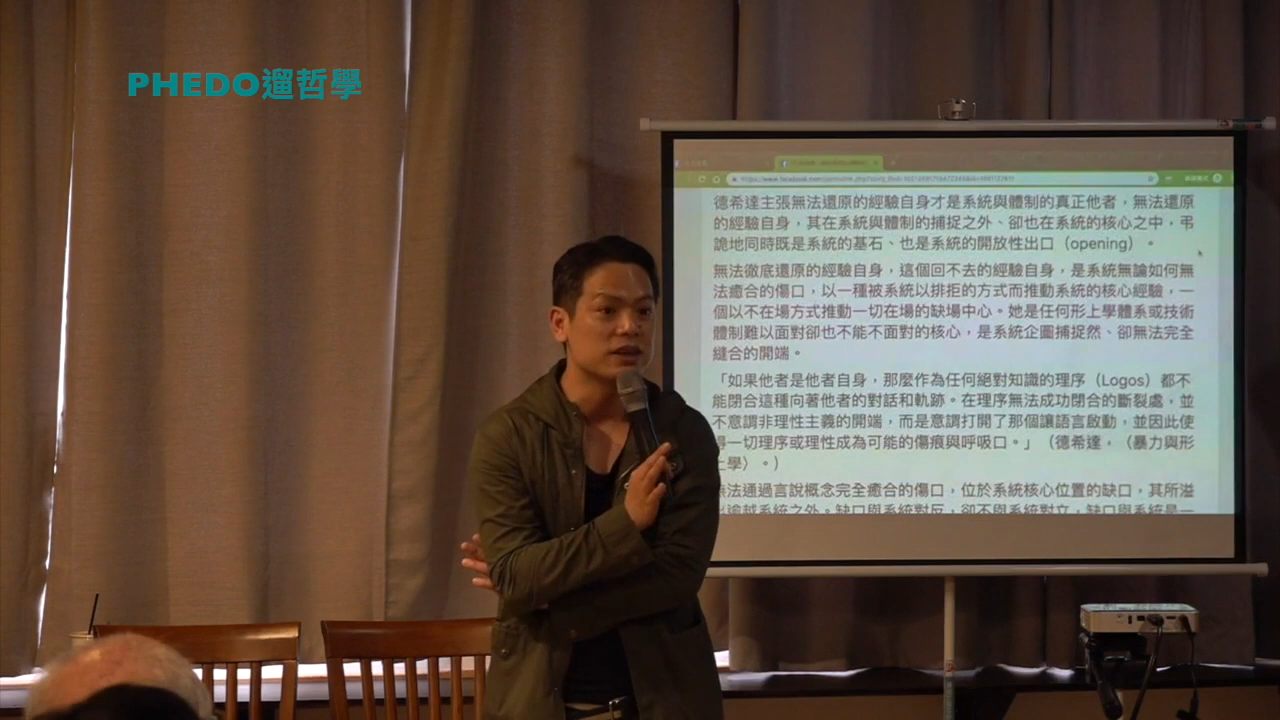 PHEDO遛哲學
德希達主張無法還原的經驗自身才是系統與體制的真正他者，無法還原
的經驗自身，其在系統與體制的捕捉之外、卻也在系統的核心之中，弔
詭地同時既是系統的基石、也是系統的開放性出口（opening）。
無法徹底還原的經驗自身，這個回不去的經驗自身，是系統無論如何無
法癒合的傷口，以一種被系統以排拒的方式而推動系統的核心經驗，一
個以不在場方式推動一切在場的缺場中心。她是任何形上學體系或技術
體制難以面對卻也不能不面對的核心，是系統企圖捕捉然、卻無法完全
縫合的開端。
「如果他者是他者自身，那麼作為任何絕對知識的理序（Logos）都不
能閉合這種向著他者的對話和軌跡。在理序無法成功閉合的斷裂處，並
不意謂非理性主義的開端，而是意謂打開了那個讓語言啟動，並因此使
得一切理序或理性成為可能的傷痕與呼吸口。」（德希達，〈暴力與形
上學〉。）
無法通過言說概念完全癒合的傷口，位於系統核心位置的缺口，其所溢
逾越系統之外。缺口與系統對反，卻不與系統對立，缺口與系統是一